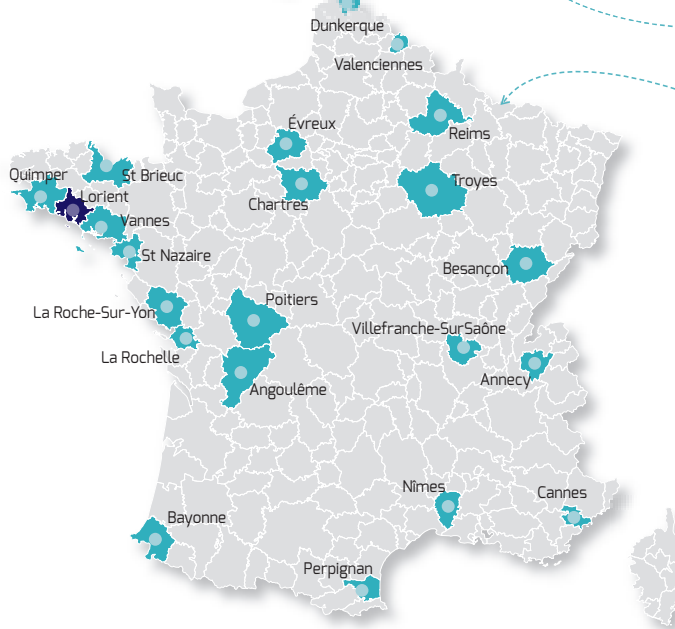 Dunkerque
Valenciennes
Évreux
Reims
Quimper
St Brieuc
Troyes
Lorient
Chartres
Vannes
St Nazaire
Besançon
Poitiers
La Roche-Sur-Yon
Villefranche-SurSaône
La Rochelle
Annecy
Angoulême
Nîmes
Cannes
Bayonne
Perpignan